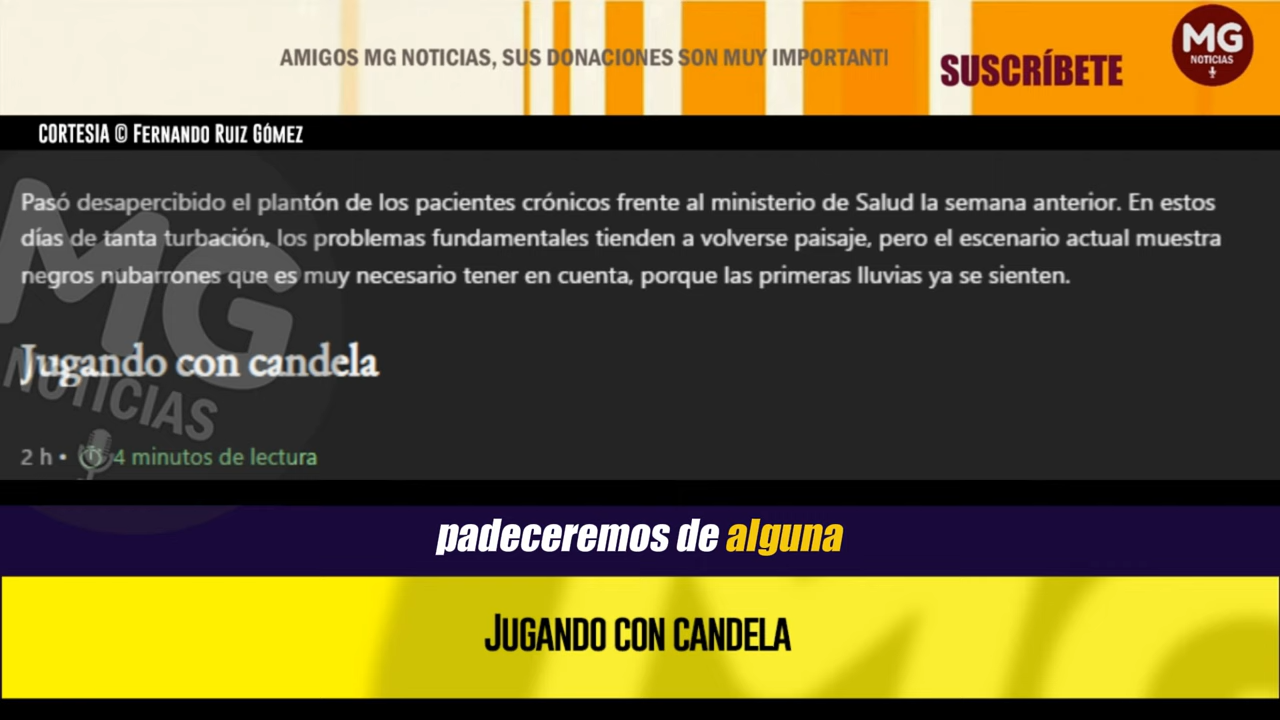 AMIGOS MG NOTICIAS, SUS DONACIONES SON MUY IMPORTANTI
SUSCRÍBETE
MG
NOTICIAS
CORTESIA © FERNANDO RUIZ GÓMEZ
Pasó desapercibido el plantón de los pacientes crónicos frente al ministerio de Salud la semana anterior. En estos
días de tanta turbación, los problemas fundamentales tienden a volverse paisaje, pero el escenario actual muestra
negros nubarrones que es muy necesario tener en cuenta, porque las primeras lluvias ya se sienten.
MG
NOTICIAS
Jugando con candela
2 h • 4 minutos de lectura
padeceremos de alguna
JUGANDO CON CANDELA